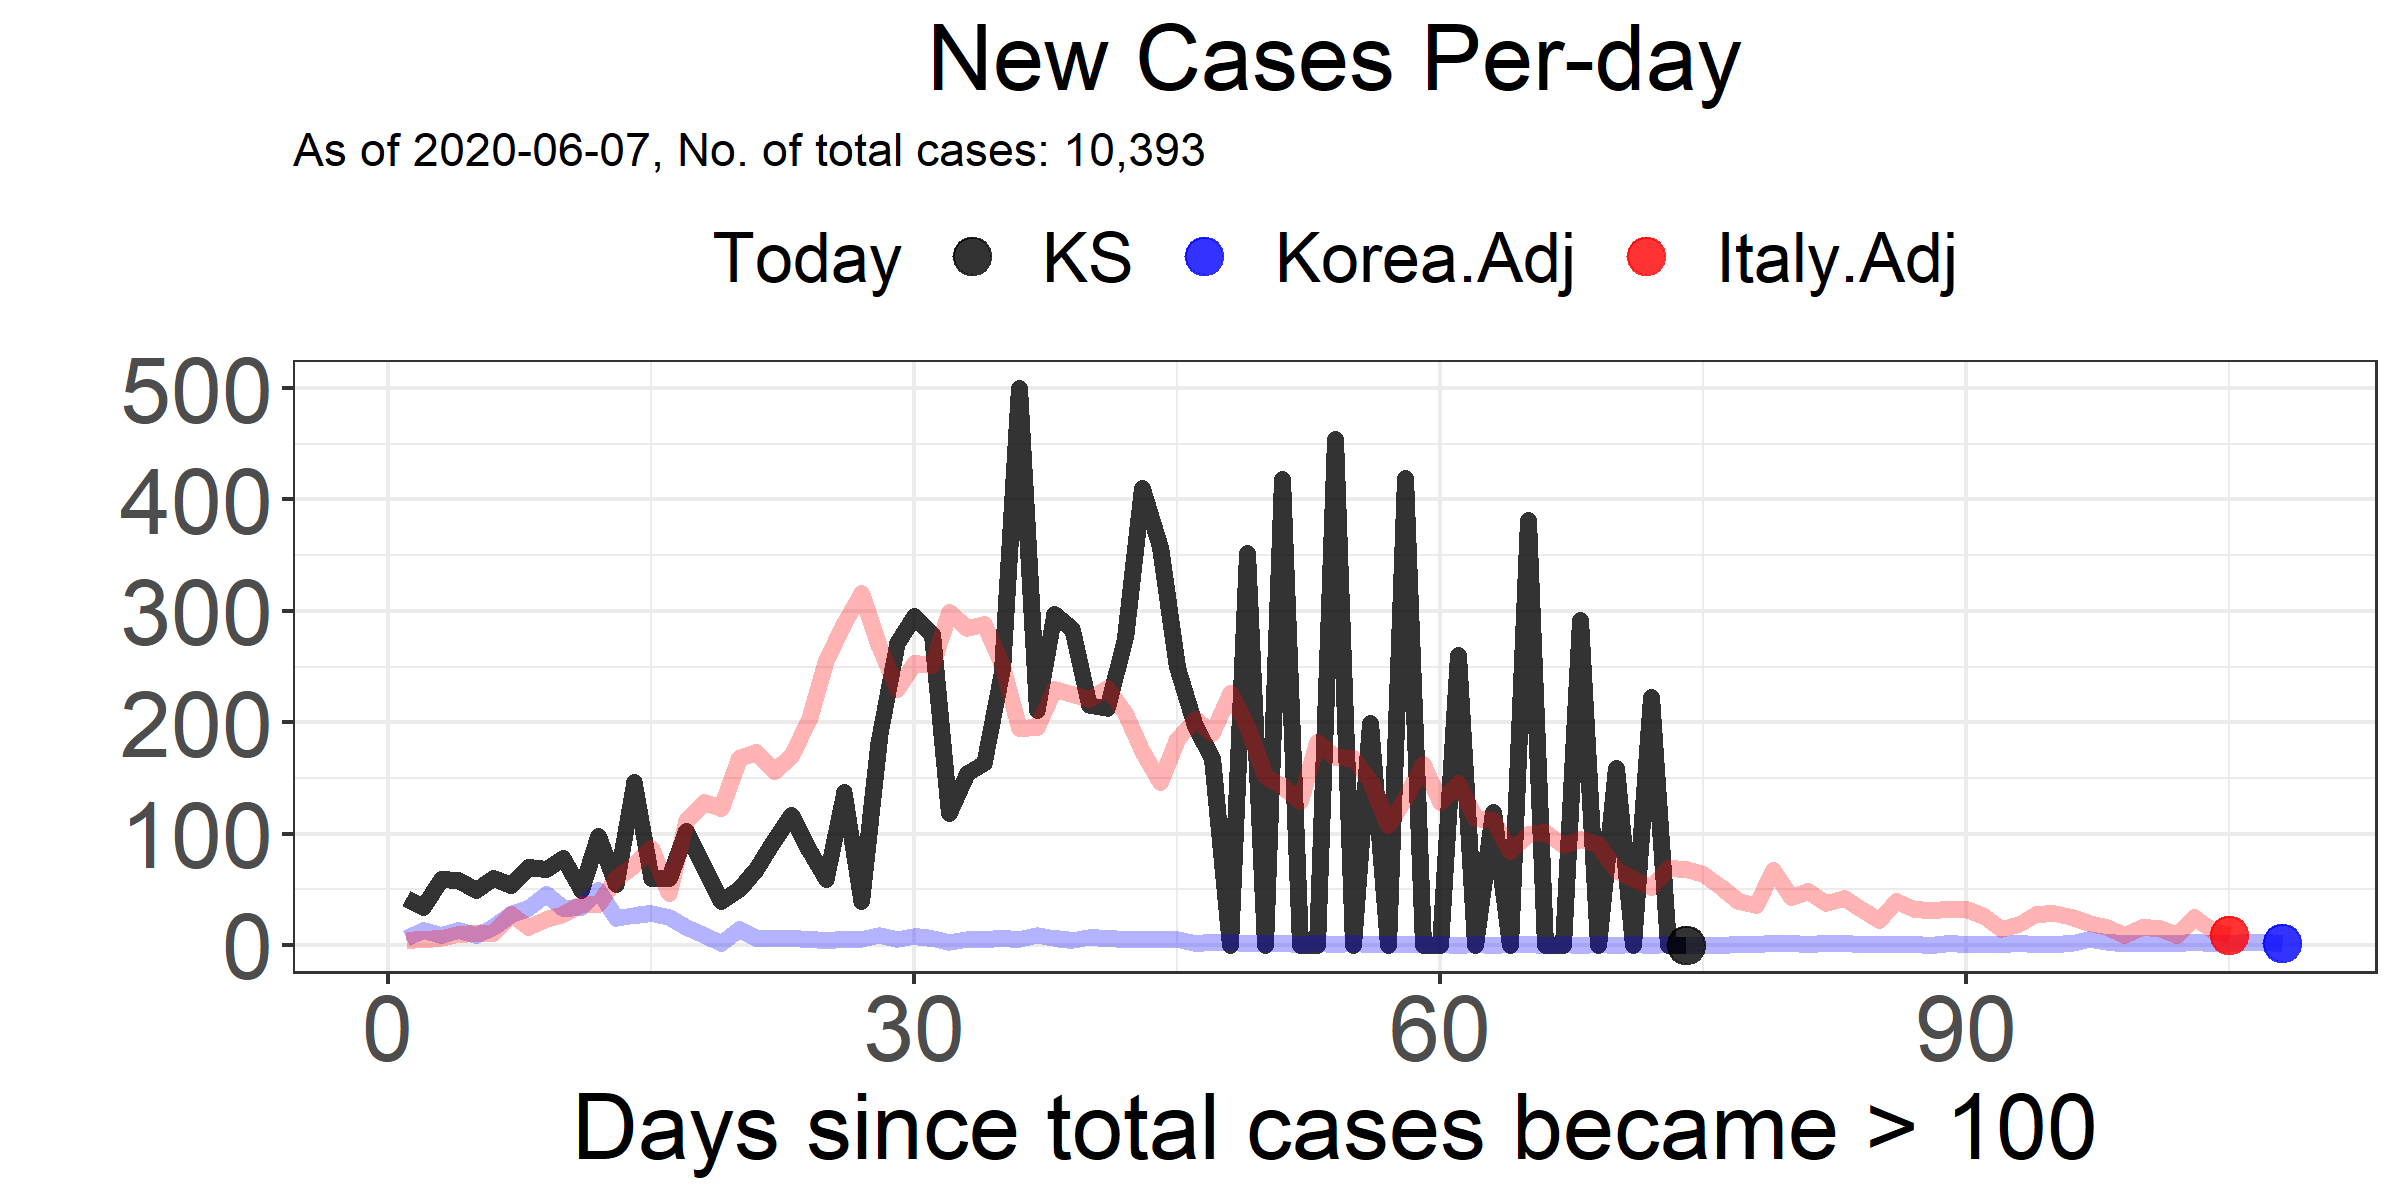 New Cases Per-day
As of 2020-06-07, No. of total cases: 10,393
Today KS Korea.Adj Italy.Adj
500
400
300
200
100
0
0 30 60 90
Days since total cases became > 100